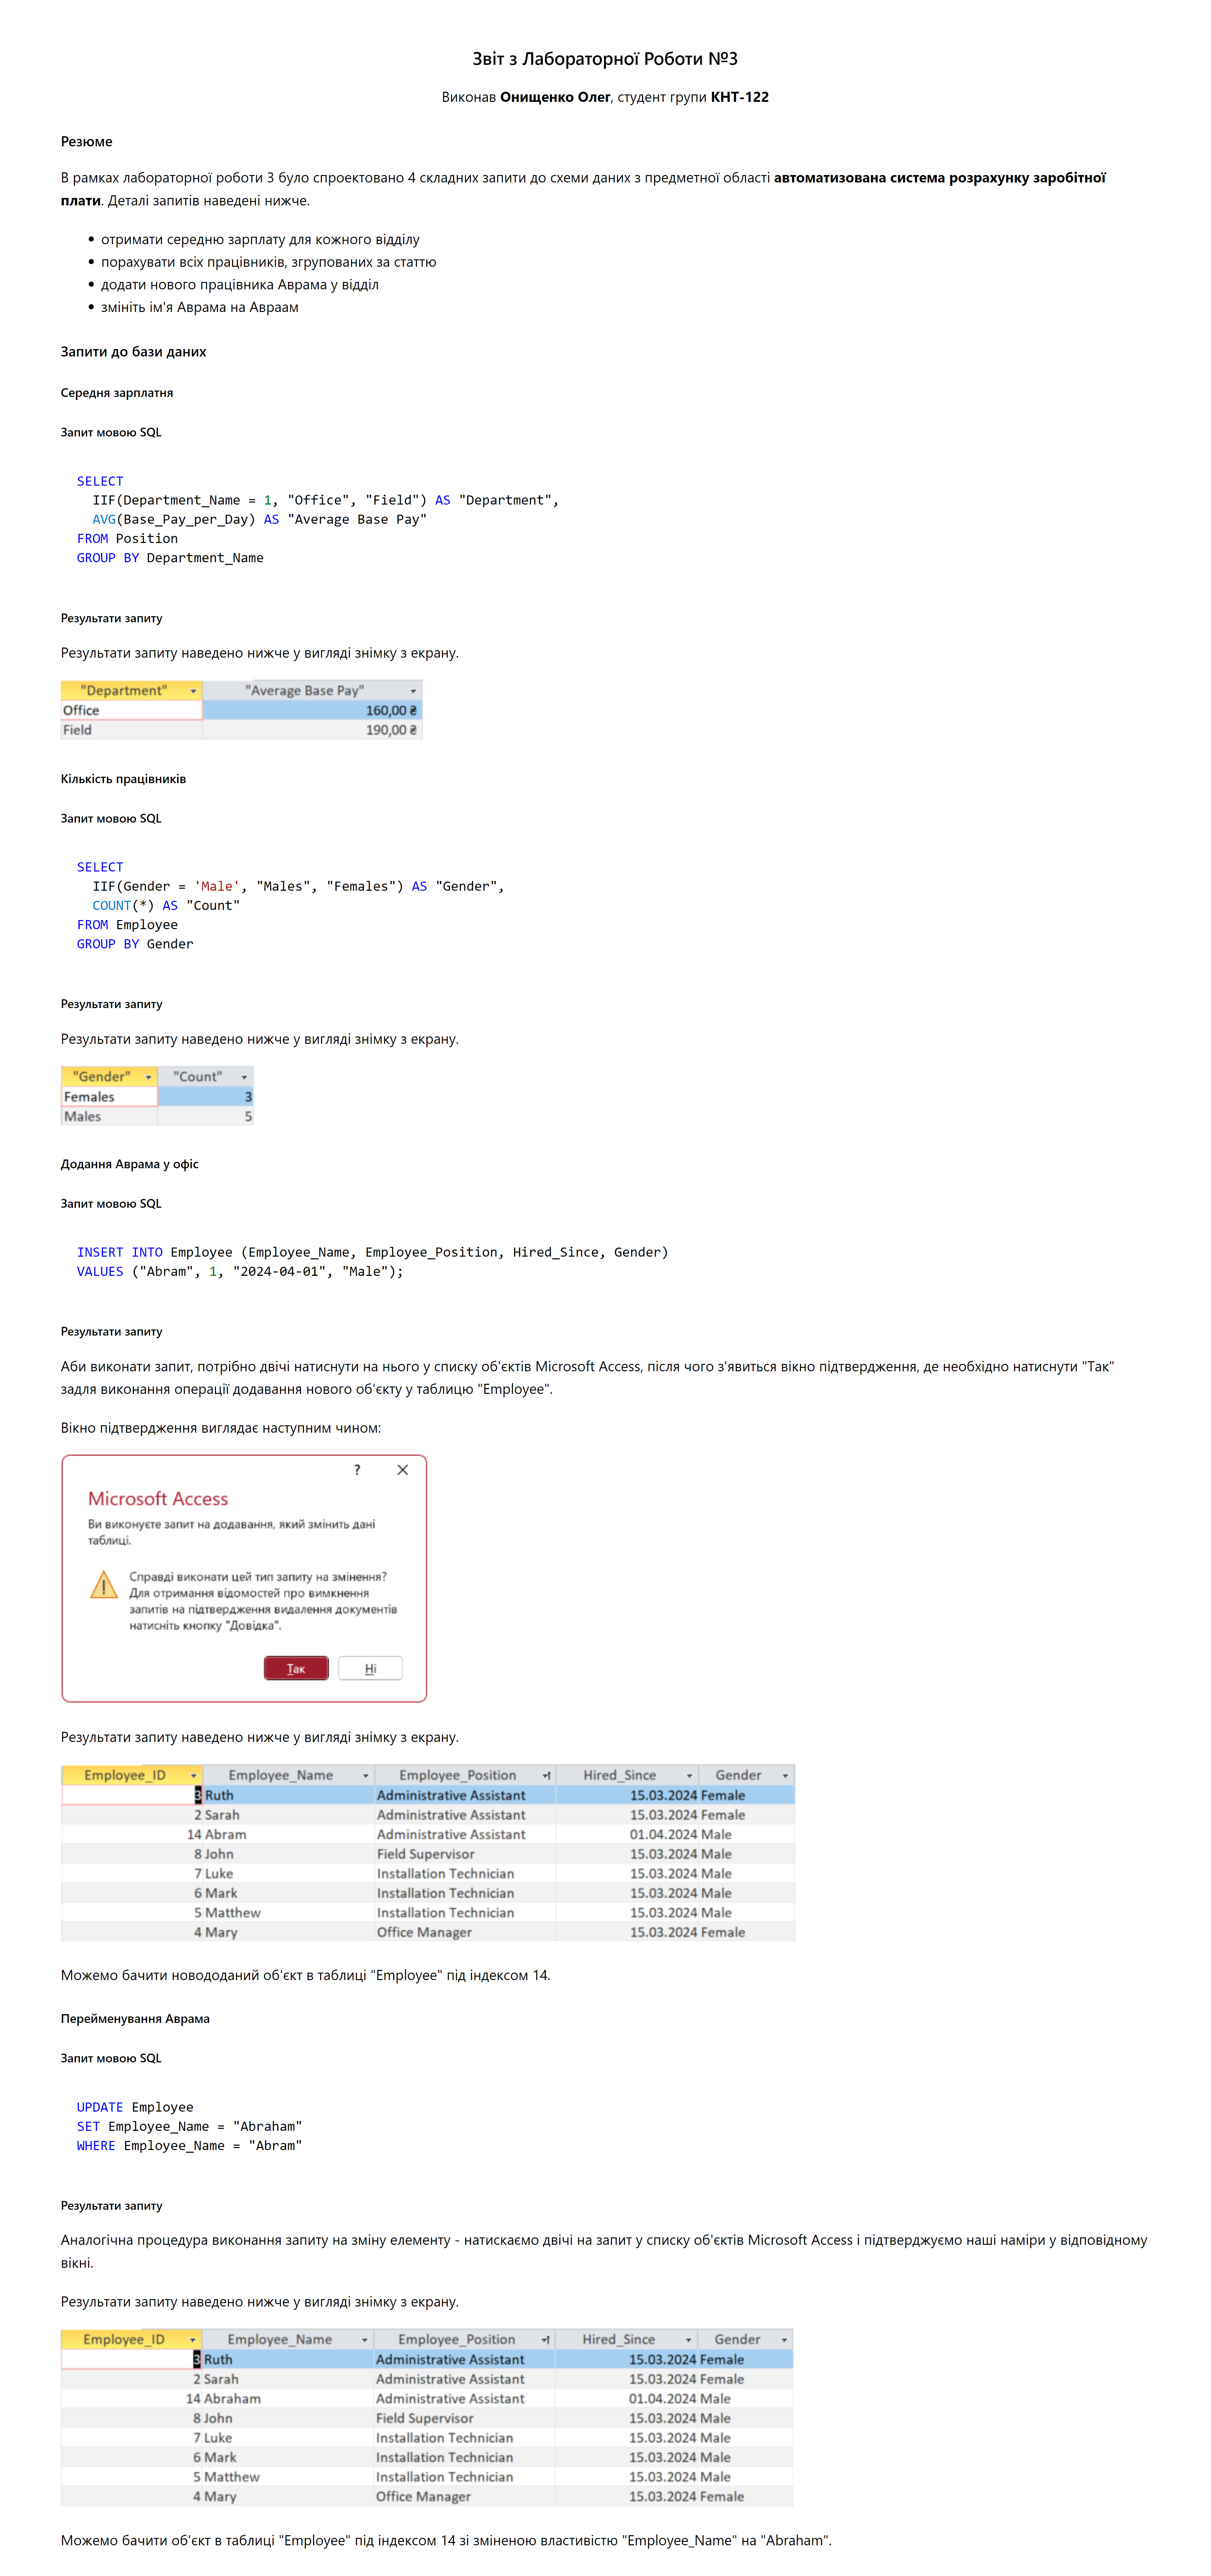 Звіт з Лабораторної Роботи №3
Виконав Онищенко Олег, студент групи КНТ-122
Резюме
В рамках лабораторної роботи 3 було спроектовано 4 складних запити до схеми даних з предметної області автоматизована система розрахунку заробітної
плати. Деталі запитів наведені нижче.
• отримати середню зарплату для кожного відділу
• порахувати всіх працівників, згрупованих за статтю
• додати нового працівника Аврама у відділ
• змініть ім'я Аврама на Авраам
Запити до бази даних
Середня зарплатня
Запит мовою SQL
SELECT
IIF(Department_Name = 1, "Office", "Field") AS "Department",
AVG(Base_Pay_per_Day) AS "Average Base Pay"
FROM Position
GROUP BY Department_Name
Результати запиту
Результати запиту наведено нижче у вигляді знімку з екрану.
"Department" "Average Base Pay"
Office 160,00 ₴
Field 190,00 ₴
Кількість працівників
Запит мовою SQL
SELECT
IIF(Gender = 'Male', "Males", "Females") AS "Gender",
COUNT(*) AS "Count"
FROM Employee
GROUP BY Gender
Результати запиту
Результати запиту наведено нижче у вигляді знімку з екрану.
"Gender" "Count"
Females 3
Males 5
Додання Аврама у офіс
Запит мовою SQL
INSERT INTO Employee (Employee_Name, Employee_Position, Hired_Since, Gender)
VALUES ("Abram", 1, "2024-04-01", "Male");
Результати запиту
Аби виконати запит, потрібно двічі натиснути на нього у списку об'єктів Microsoft Access, після чого з'явиться вікно підтвердження, де необхідно натиснути "Так"
задля виконання операції додавання нового об'єкту у таблицю "Employee".
Вікно підтвердження виглядає наступним чином:
?
Microsoft Access
Ви виконуєте запит на додавання, який змінить дані
таблиці.
Справді виконати цей тип запиту на змінення?
Для отримання відомостей про вимкнення
запитів на підтвердження видалення документів
натисніть кнопку "Довідка".
Так Ні
Результати запиту наведено нижче у вигляді знімку з екрану.
Employee_ID Employee_Name Employee_Position Hired_Since Gender
3 Ruth Administrative Assistant 15.03.2024 Female
2 Sarah Administrative Assistant 15.03.2024 Female
14 Abram Administrative Assistant 01.04.2024 Male
8 John Field Supervisor 15.03.2024 Male
7 Luke Installation Technician 15.03.2024 Male
6 Mark Installation Technician 15.03.2024 Male
5 Matthew Installation Technician 15.03.2024 Male
4 Mary Office Manager 15.03.2024 Female
Можемо бачити новододаний об'єкт в таблиці "Employee" під індексом 14.
Перейменування Аврама
Запит мовою SQL
UPDATE Employee
SET Employee_Name = "Abraham"
WHERE Employee_Name = "Abram"
Результати запиту
Аналогічна процедура виконання запиту на зміну елементу - натискаємо двічі на запит у списку об'єктів Microsoft Access і підтверджуємо наші наміри у відповідному
вікні.
Результати запиту наведено нижче у вигляді знімку з екрану.
Employee_ID Employee_Name Employee_Position Hired_Since Gender
3 Ruth Administrative Assistant 15.03.2024 Female
2 Sarah Administrative Assistant 15.03.2024 Female
14 Abraham Administrative Assistant 01.04.2024 Male
8 John Field Supervisor 15.03.2024 Male
7 Luke Installation Technician 15.03.2024 Male
6 Mark Installation Technician 15.03.2024 Male
5 Matthew Installation Technician 15.03.2024 Male
4 Mary Office Manager 15.03.2024 Female
Можемо бачити об'єкт в таблиці "Employee" під індексом 14 зі зміненою властивістю "Employee_Name" на "Abraham".